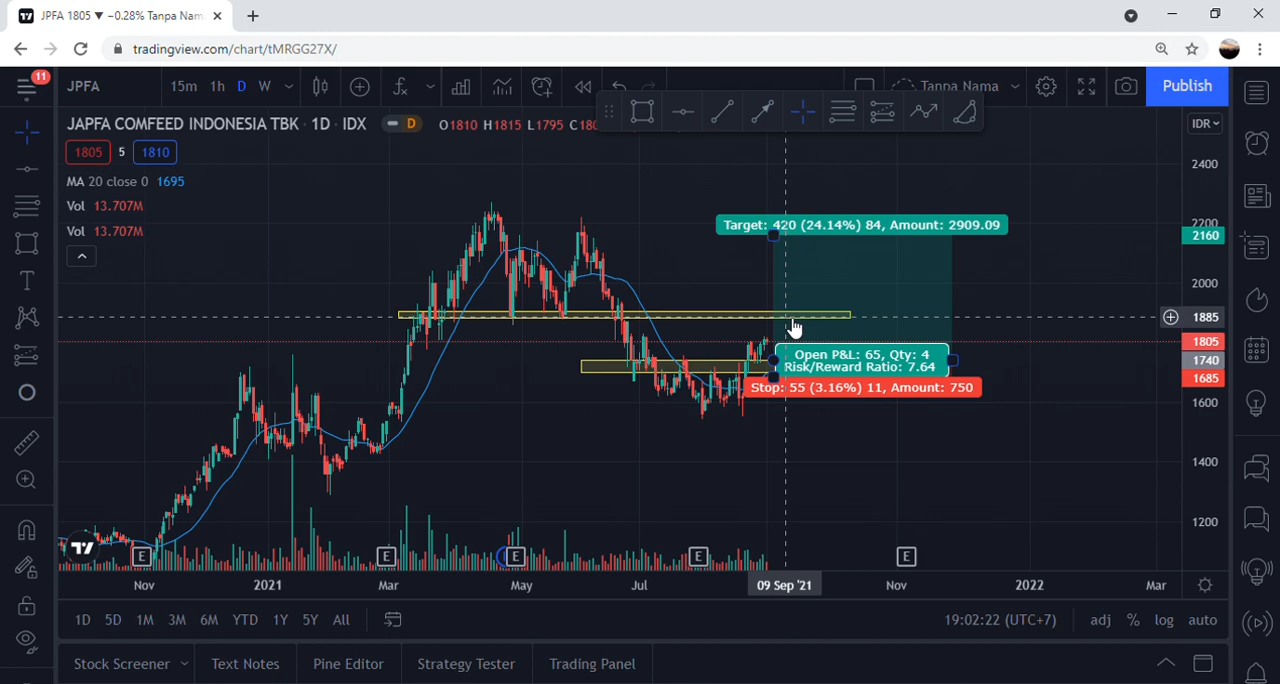 JPFA 1805 ▼ −0.28% Tanpa Nam
tradingview.com/chart/tMRGG27X/
11
JPFA
15m 1h D W
Tanpa Nama
Publish
JAPFA COMFEED INDONESIA TBK · 1D · IDX
D
O1810 H1815 L1795
IDR
1805 5 1810
MA 20 close 0 1695
Vol 13.707M
Vol 13.707M
2400
2200
2160
2000
1885
1805
1740
1685
1600
1400
1200
Target: 420 (24.14%) 84, Amount: 2909.09
Open P&L: 65, Qty: 4
Risk/Reward Ratio: 7.64
Stop: 55 (3.16%) 11, Amount: 750
E E E E E
Nov 2021 Mar May Jul 09 Sep '21 Nov 2022 Mar
1D 5D 1M 3M 6M YTD 1Y 5Y All
19:02:22 (UTC+7) adj % log auto
Stock Screener Text Notes Pine Editor Strategy Tester Trading Panel